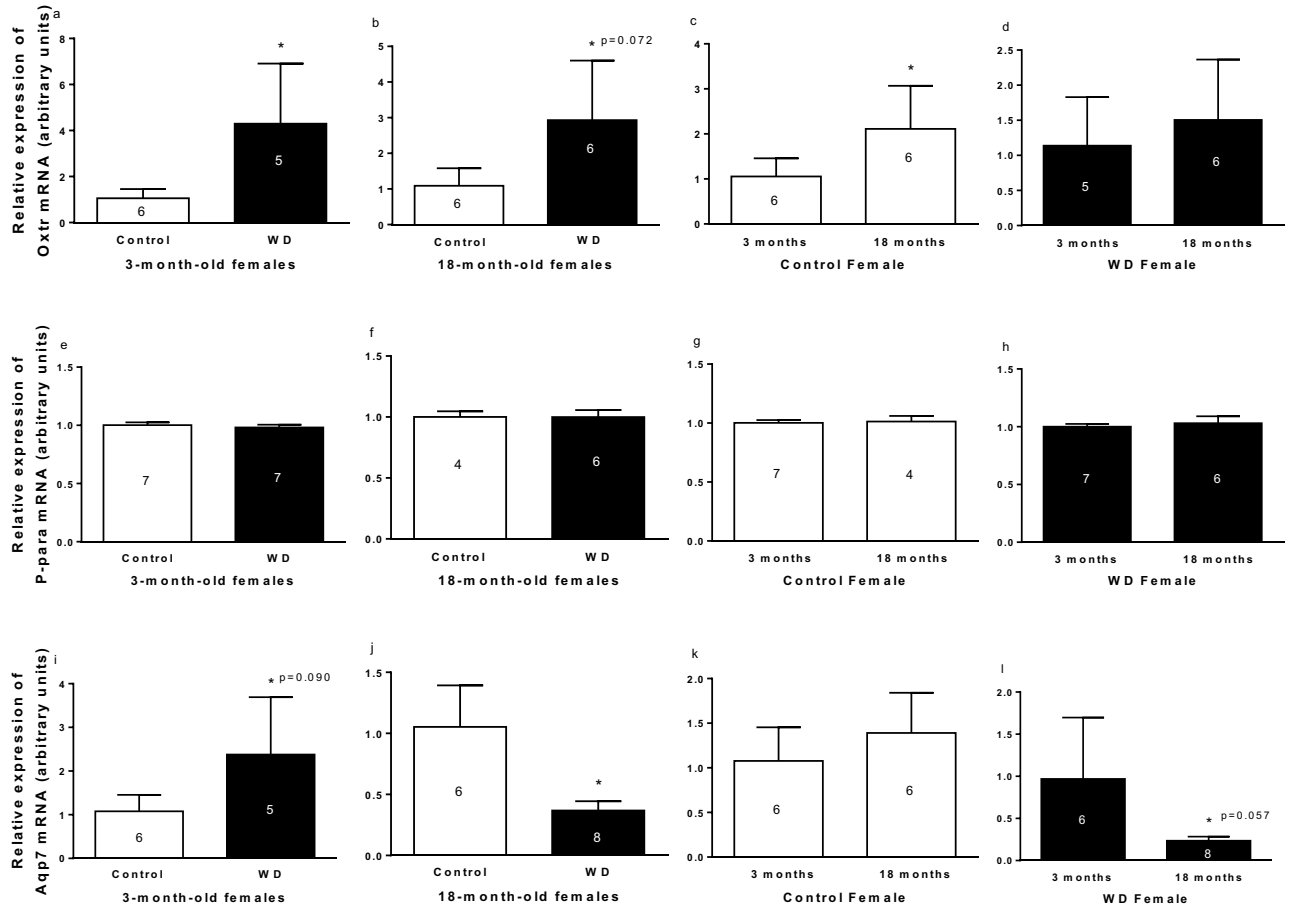 Relative expression of
Oxtr mRNA (arbitrary units)
a
8
6
4
2
0
*
6
5
Control WD
3-month-old females
b
5
4
3
2
1
0
* p=0.072
6
6
Control WD
18-month-old females
c
4
3
2
1
0
*
6
6
3 months 18 months
Control Female
d
2.5
2.0
1.5
1.0
0.5
0.0
5
6
3 months 18 months
WD Female
Relative expression of
P-para mRNA (arbitrary units)
e
1.5
1.0
0.5
0.0
7
7
Control WD
3-month-old females
f
1.5
1.0
0.5
0.0
4
6
Control WD
18-month-old females
g
1.5
1.0
0.5
0.0
7
4
3 months 18 months
Control Female
h
1.5
1.0
0.5
0.0
7
6
3 months 18 months
WD Female
Relative expression of
Aqp7 mRNA (arbitrary units)
i
4
3
2
1
0
* p=0.090
6
5
Control WD
3-month-old females
j
1.5
1.0
0.5
0.0
*
6
8
Control WD
18-month-old females
k
2.0
1.5
1.0
0.5
0.0
6
6
3 months 18 months
Control Female
l
2.0
1.5
1.0
0.5
0.0
* p=0.057
6
8
3 months 18 months
WD Female